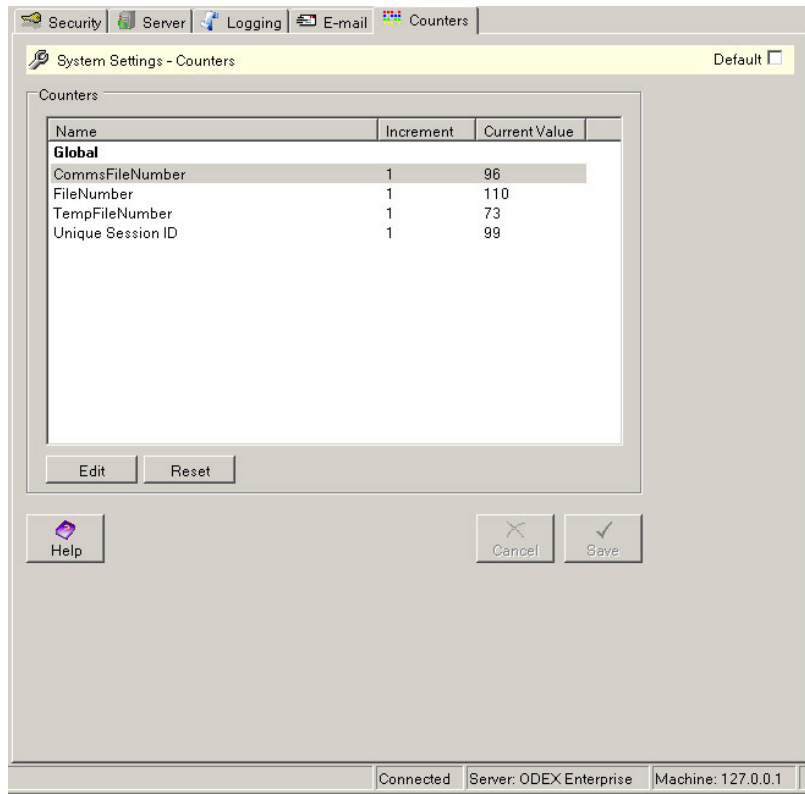 Security Server Logging E-mail Counters
System Settings - Counters Default
Counters
Name Increment Current Value
Global
CommsFileNumber 1 96
FileNumber 1 110
TempFileNumber 1 73
Unique Session ID 1 99
Edit Reset
Help Cancel Save
Connected Server: ODEX Enterprise Machine: 127.0.0.1